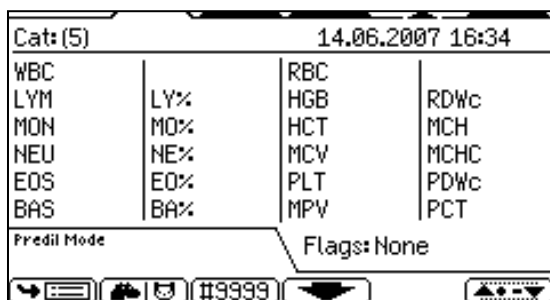 Cat: (5) 14.06.2007 16:34
WBC RBC
LYM LY% HGB RDWc
MON MO% HCT MCH
NEU NE% MCV MCHC
EOS EO% PLT PDWc
BAS BA% MPV PCT
Predil Mode Flags: None
#9999